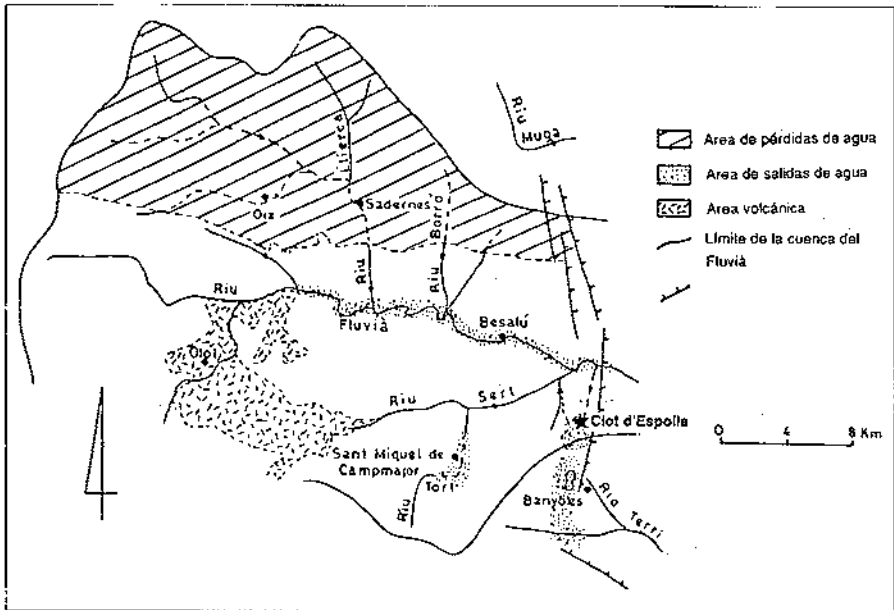 Riu
Muga
Area de pérdidas de agua
Area de salidas de agua
Area volcánica
Límite de la cuenca del
Fluvià
Llierca
Oix
Sadernes
Borró
Riu
Riu
Riu
Fluvià
Besalú
Olot
Riu
Sert
Clot d'Espolla
0 4 8 Km
Sant Miquel de
Campmajor
Tort
Riu
Banyoles
Riu Terri